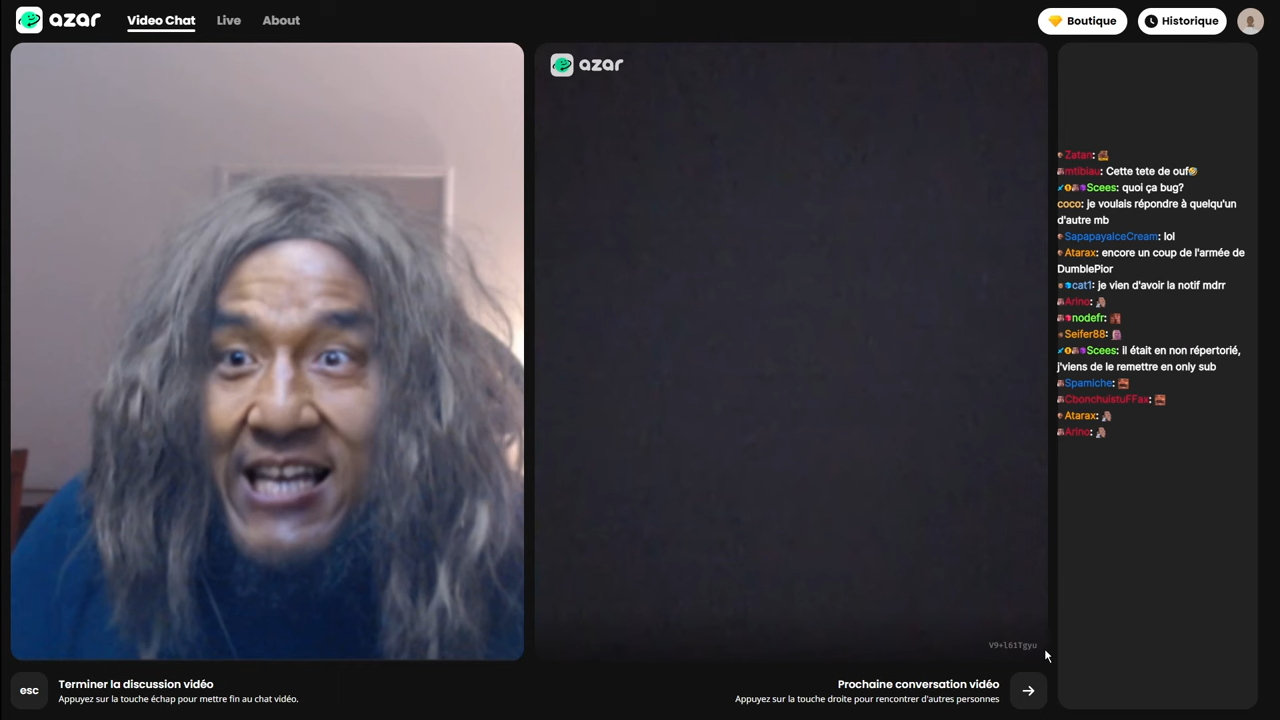 azar
Video Chat
Live
About
Boutique
Historique
azar
Zatan:
mtibiau: Cette tete de ouf🤣
Scees: quoi ça bug?
coco: je voulais répondre à quelqu'un
d'autre mb
SapapayaIceCream: lol
Atarax: encore un coup de l'armée de
DumblePior
cat1: je vien d'avoir la notif mdrr
Arino:
nodefr:
Seifer88:
Scees: il était en non répertorié,
j'viens de le remettre en only sub
Spamiche:
CbonchuistuFFax:
Atarax:
Arino:
V9+l61Tgyu
esc
Terminer la discussion vidéo
Appuyez sur la touche échap pour mettre fin au chat vidéo.
Prochaine conversation vidéo
Appuyez sur la touche droite pour rencontrer d'autres personnes